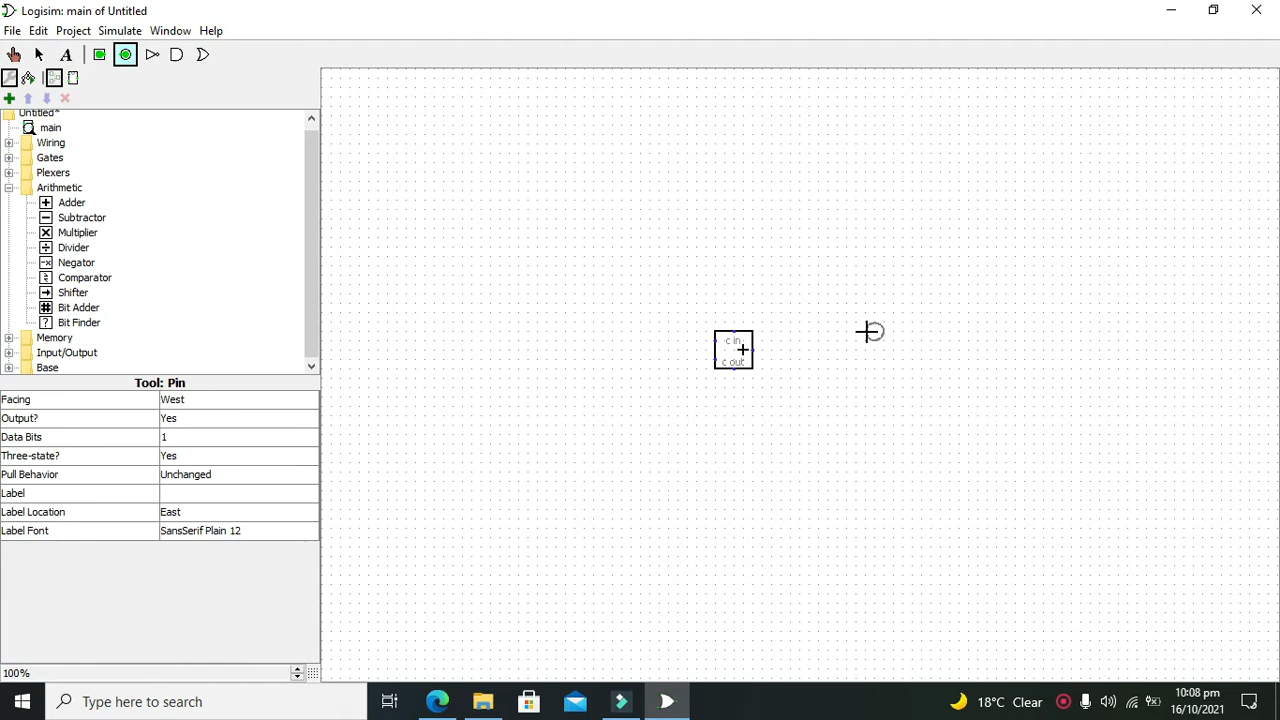 Logisim: main of Untitled
File Edit Project Simulate Window Help
A
Untitled*
main
Wiring
Gates
Plexers
Arithmetic
Adder
Subtractor
Multiplier
Divider
Negator
Comparator
Shifter
Bit Adder
Bit Finder
Memory
Input/Output
Base
Tool: Pin
Facing West
Output? Yes
Data Bits 1
Three-state? Yes
Pull Behavior Unchanged
Label
Label Location East
Label Font SansSerif Plain 12
100%
c in
c out
Type here to search
18°C Clear
10:08 pm
16/10/2021